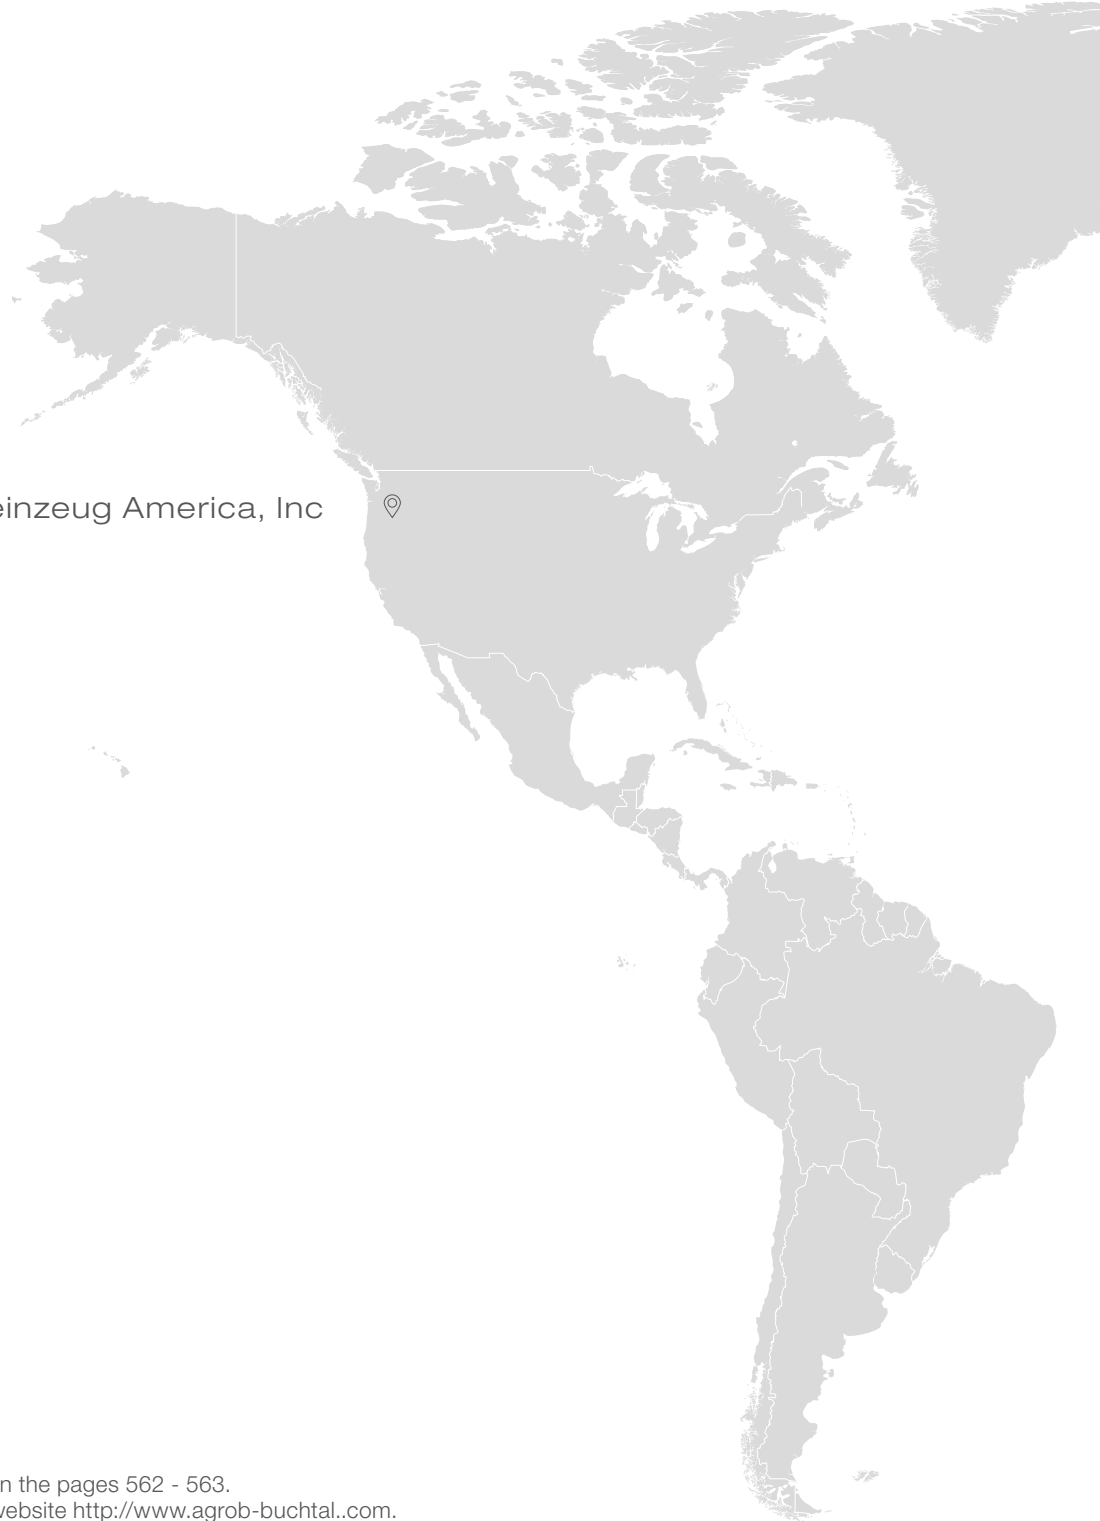 einzeug America, Inc
n the pages 562 - 563.
website http://www.agrob-buchtal..com.